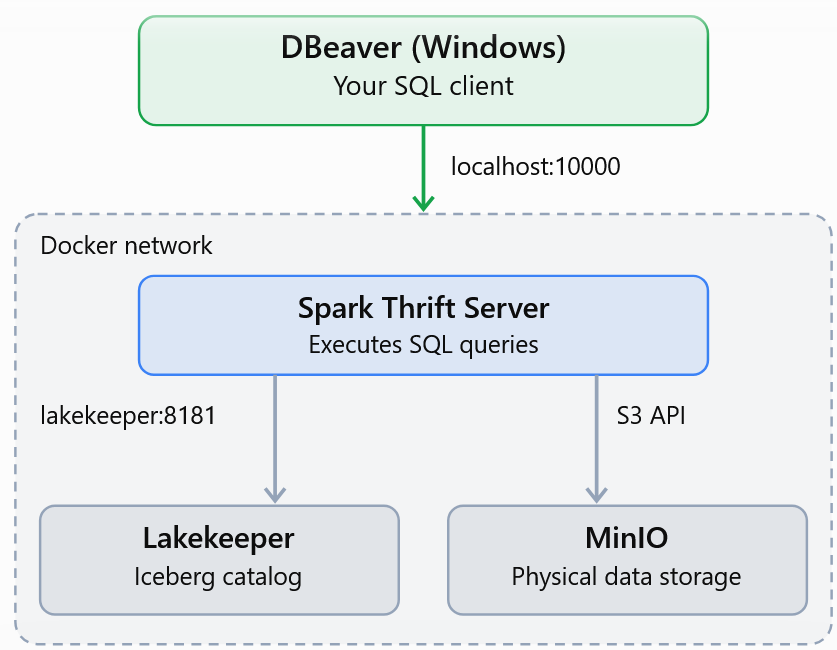 DBeaver (Windows)
Your SQL client
localhost:10000
Docker network
Spark Thrift Server
Executes SQL queries
lakekeeper:8181
S3 API
Lakekeeper
Iceberg catalog
MinIO
Physical data storage